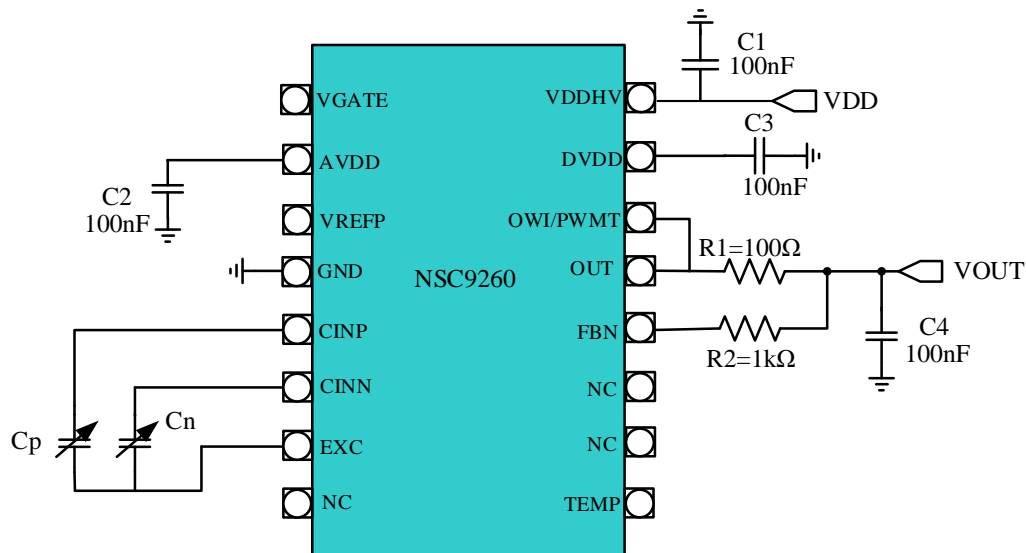 C1
100nF
VGATE
VDDHV
VDD
C3
AVDD
DVDD
100nF
C2
100nF
VREFP
OWI/PWMT
R1=100Ω
GND
NSC9260
OUT
VOUT
CINP
FBN
C4
100nF
R2=1kΩ
CINN
NC
Cp
Cn
EXC
NC
NC
TEMP